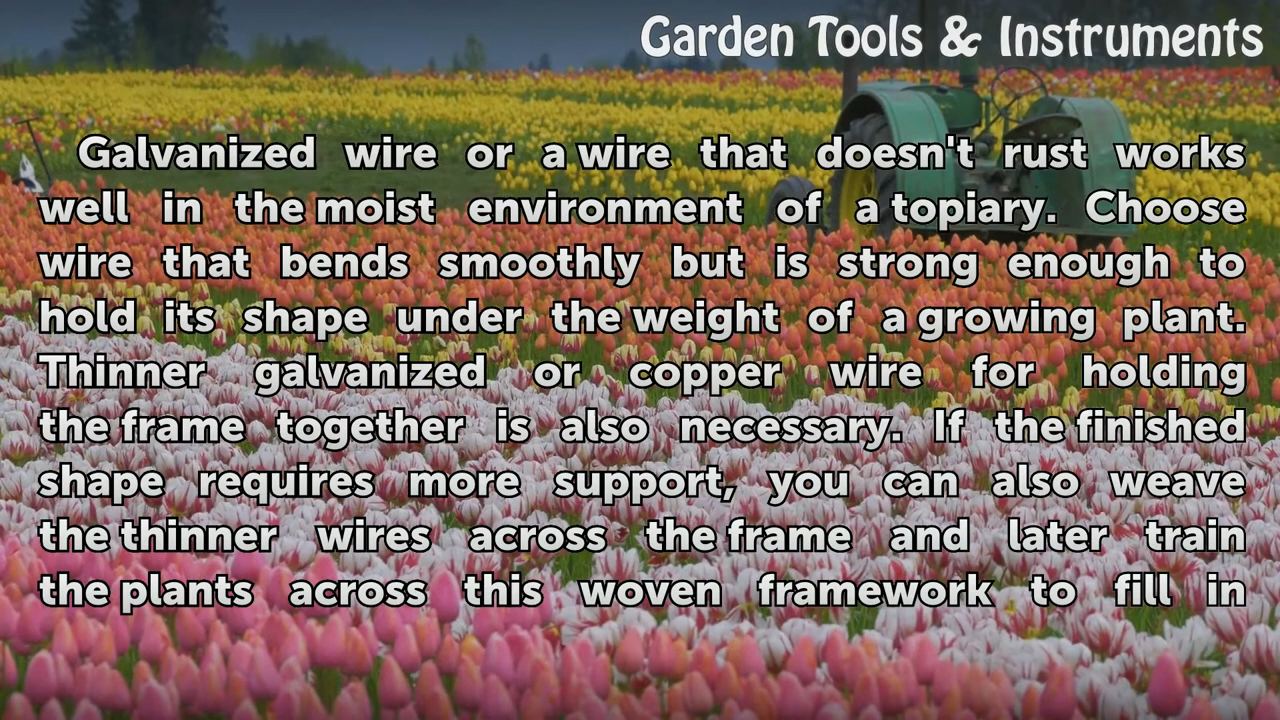 Garden Tools & Instruments
Galvanized wire or a wire that doesn't rust works
well in the moist environment of a topiary. Choose
wire that bends smoothly but is strong enough to
hold its shape under the weight of a growing plant.
Thinner galvanized or copper wire for holding
the frame together is also necessary. If the finished
shape requires more support, you can also weave
the thinner wires across the frame and later train
the plants across this woven framework to fill in